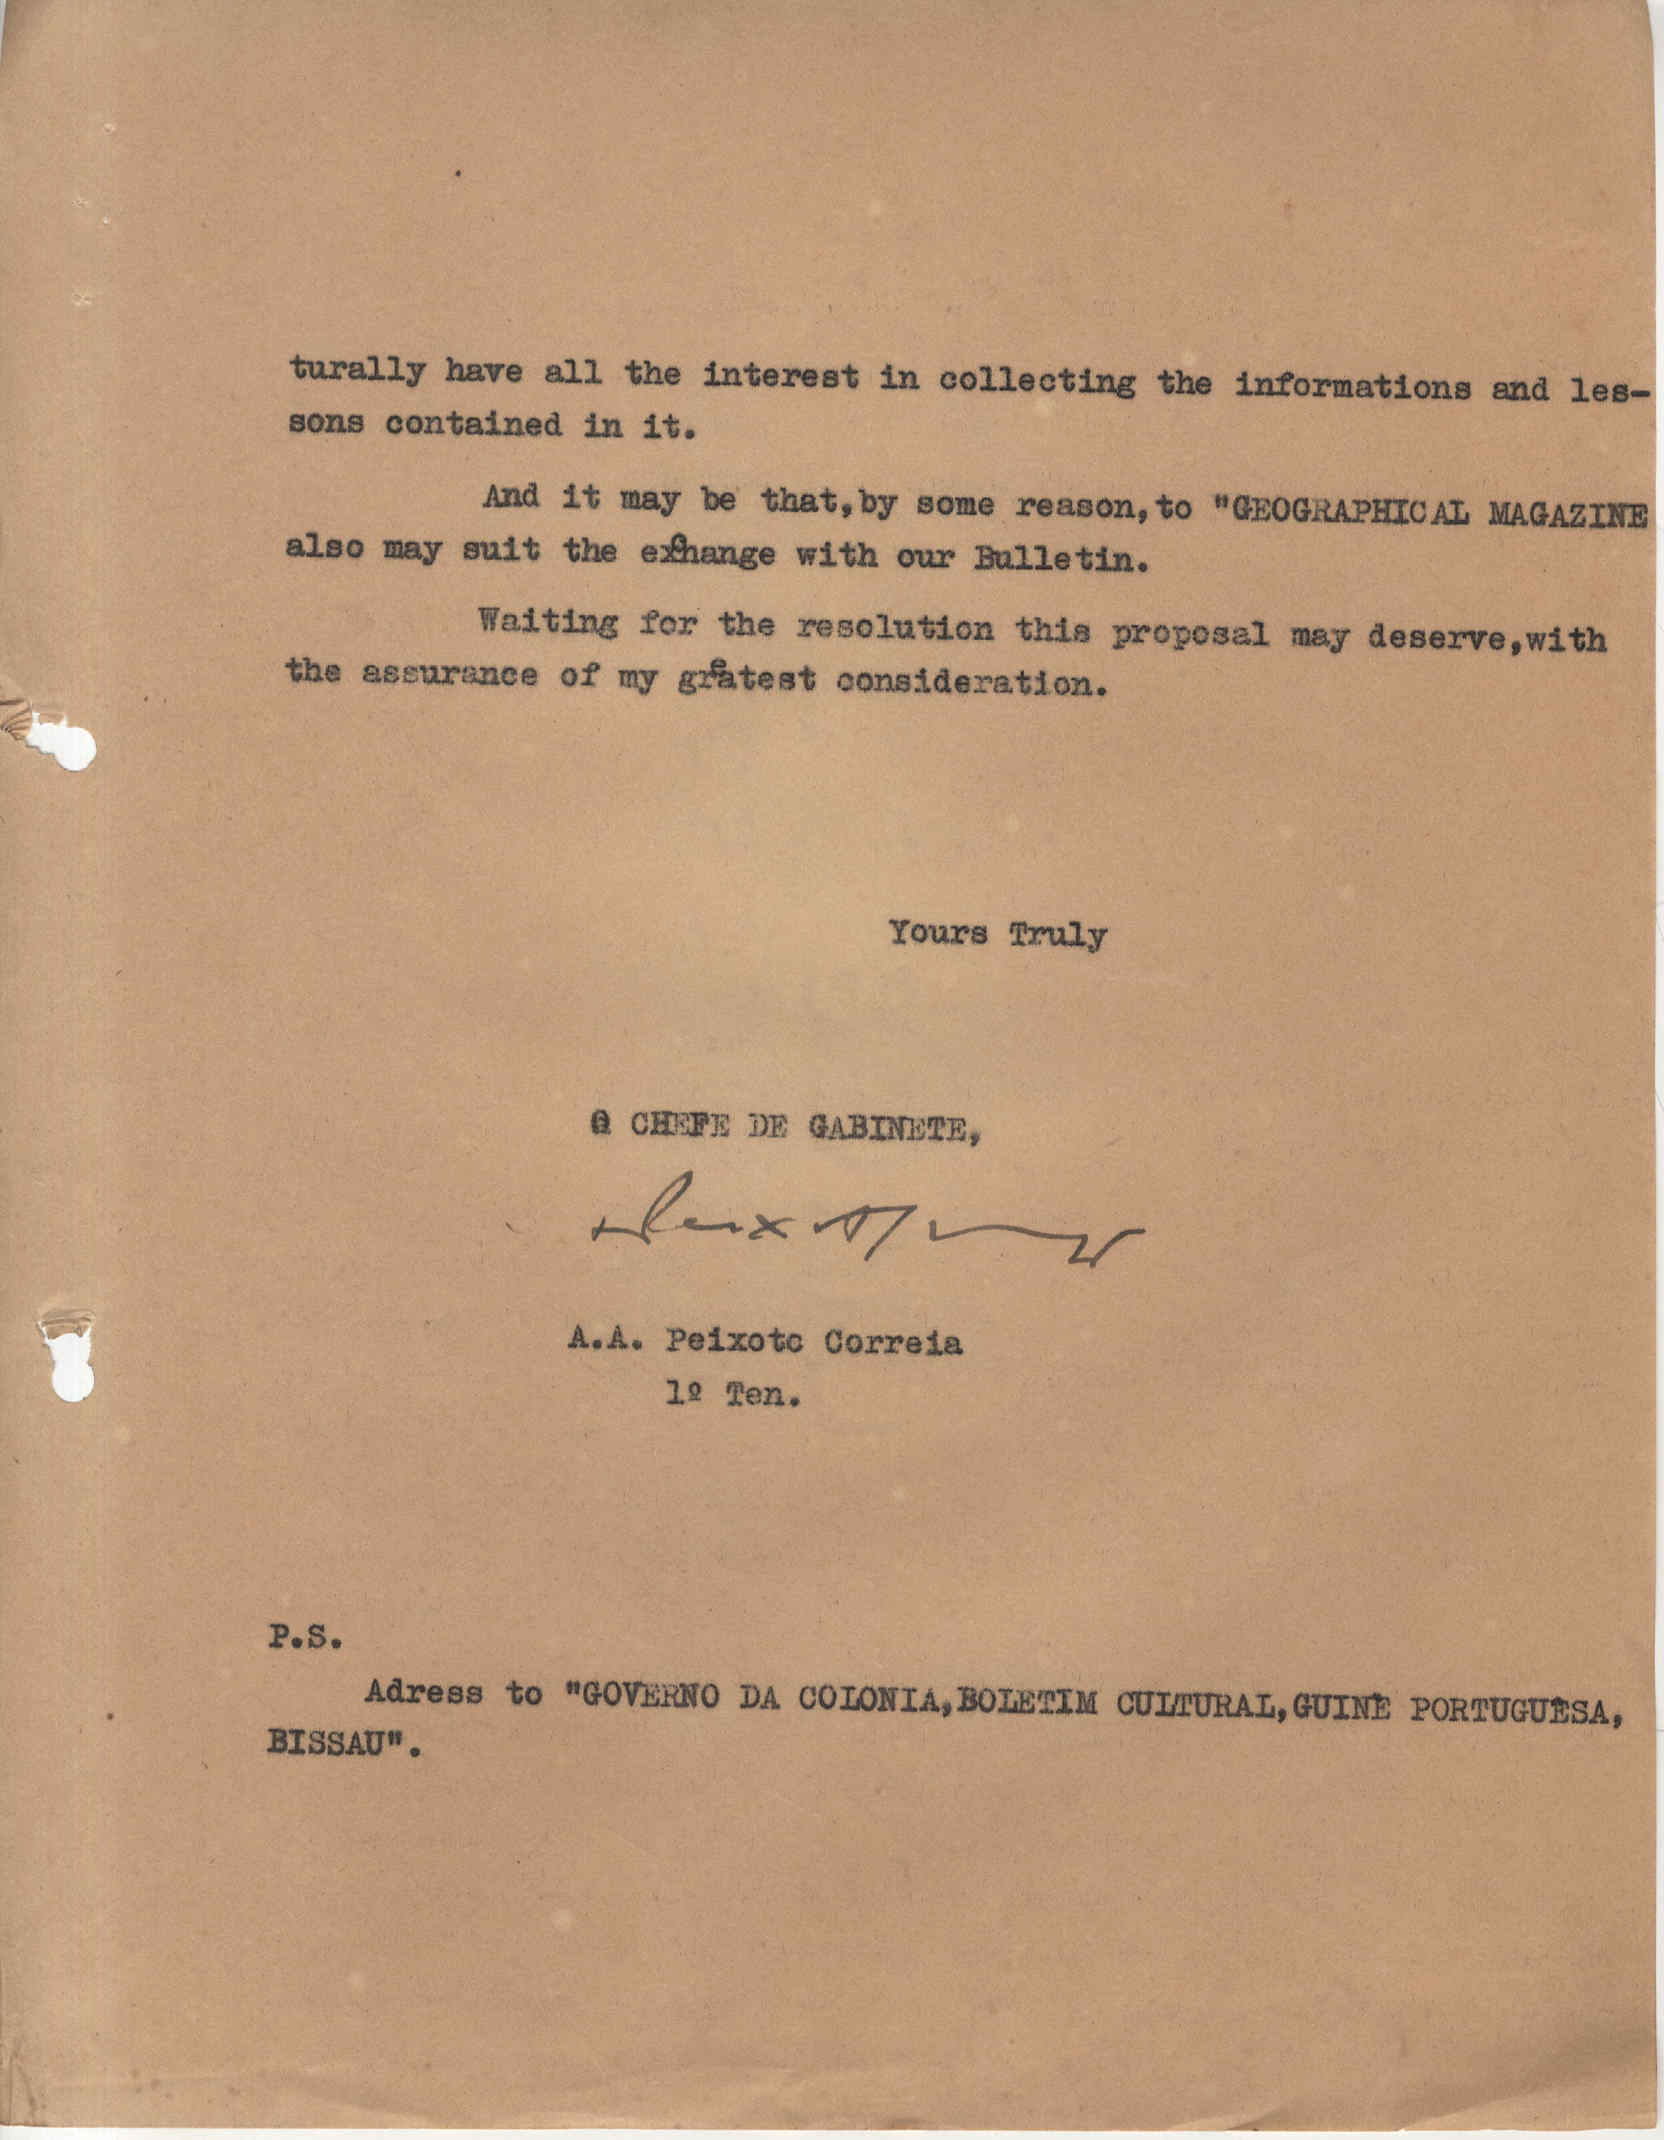 turally have all the interest in collecting the informations and les-
sons contained in it.
And it may be that,by some reason,to "GEOGRAPHICAL MAGAZINE
also may suit the exchange with our Bulletin.
Waiting for the resolution this proposal may deserve,with
the assurance of my greatest consideration.
Yours Truly
O CHEFE DE GABINETE,
A.A. Peixoto Correia
1º Ten.
P.S.
Adress to "GOVERNO DA COLONIA,BOLETIM CULTURAL,GUINÉ PORTUGUESA,
BISSAU".